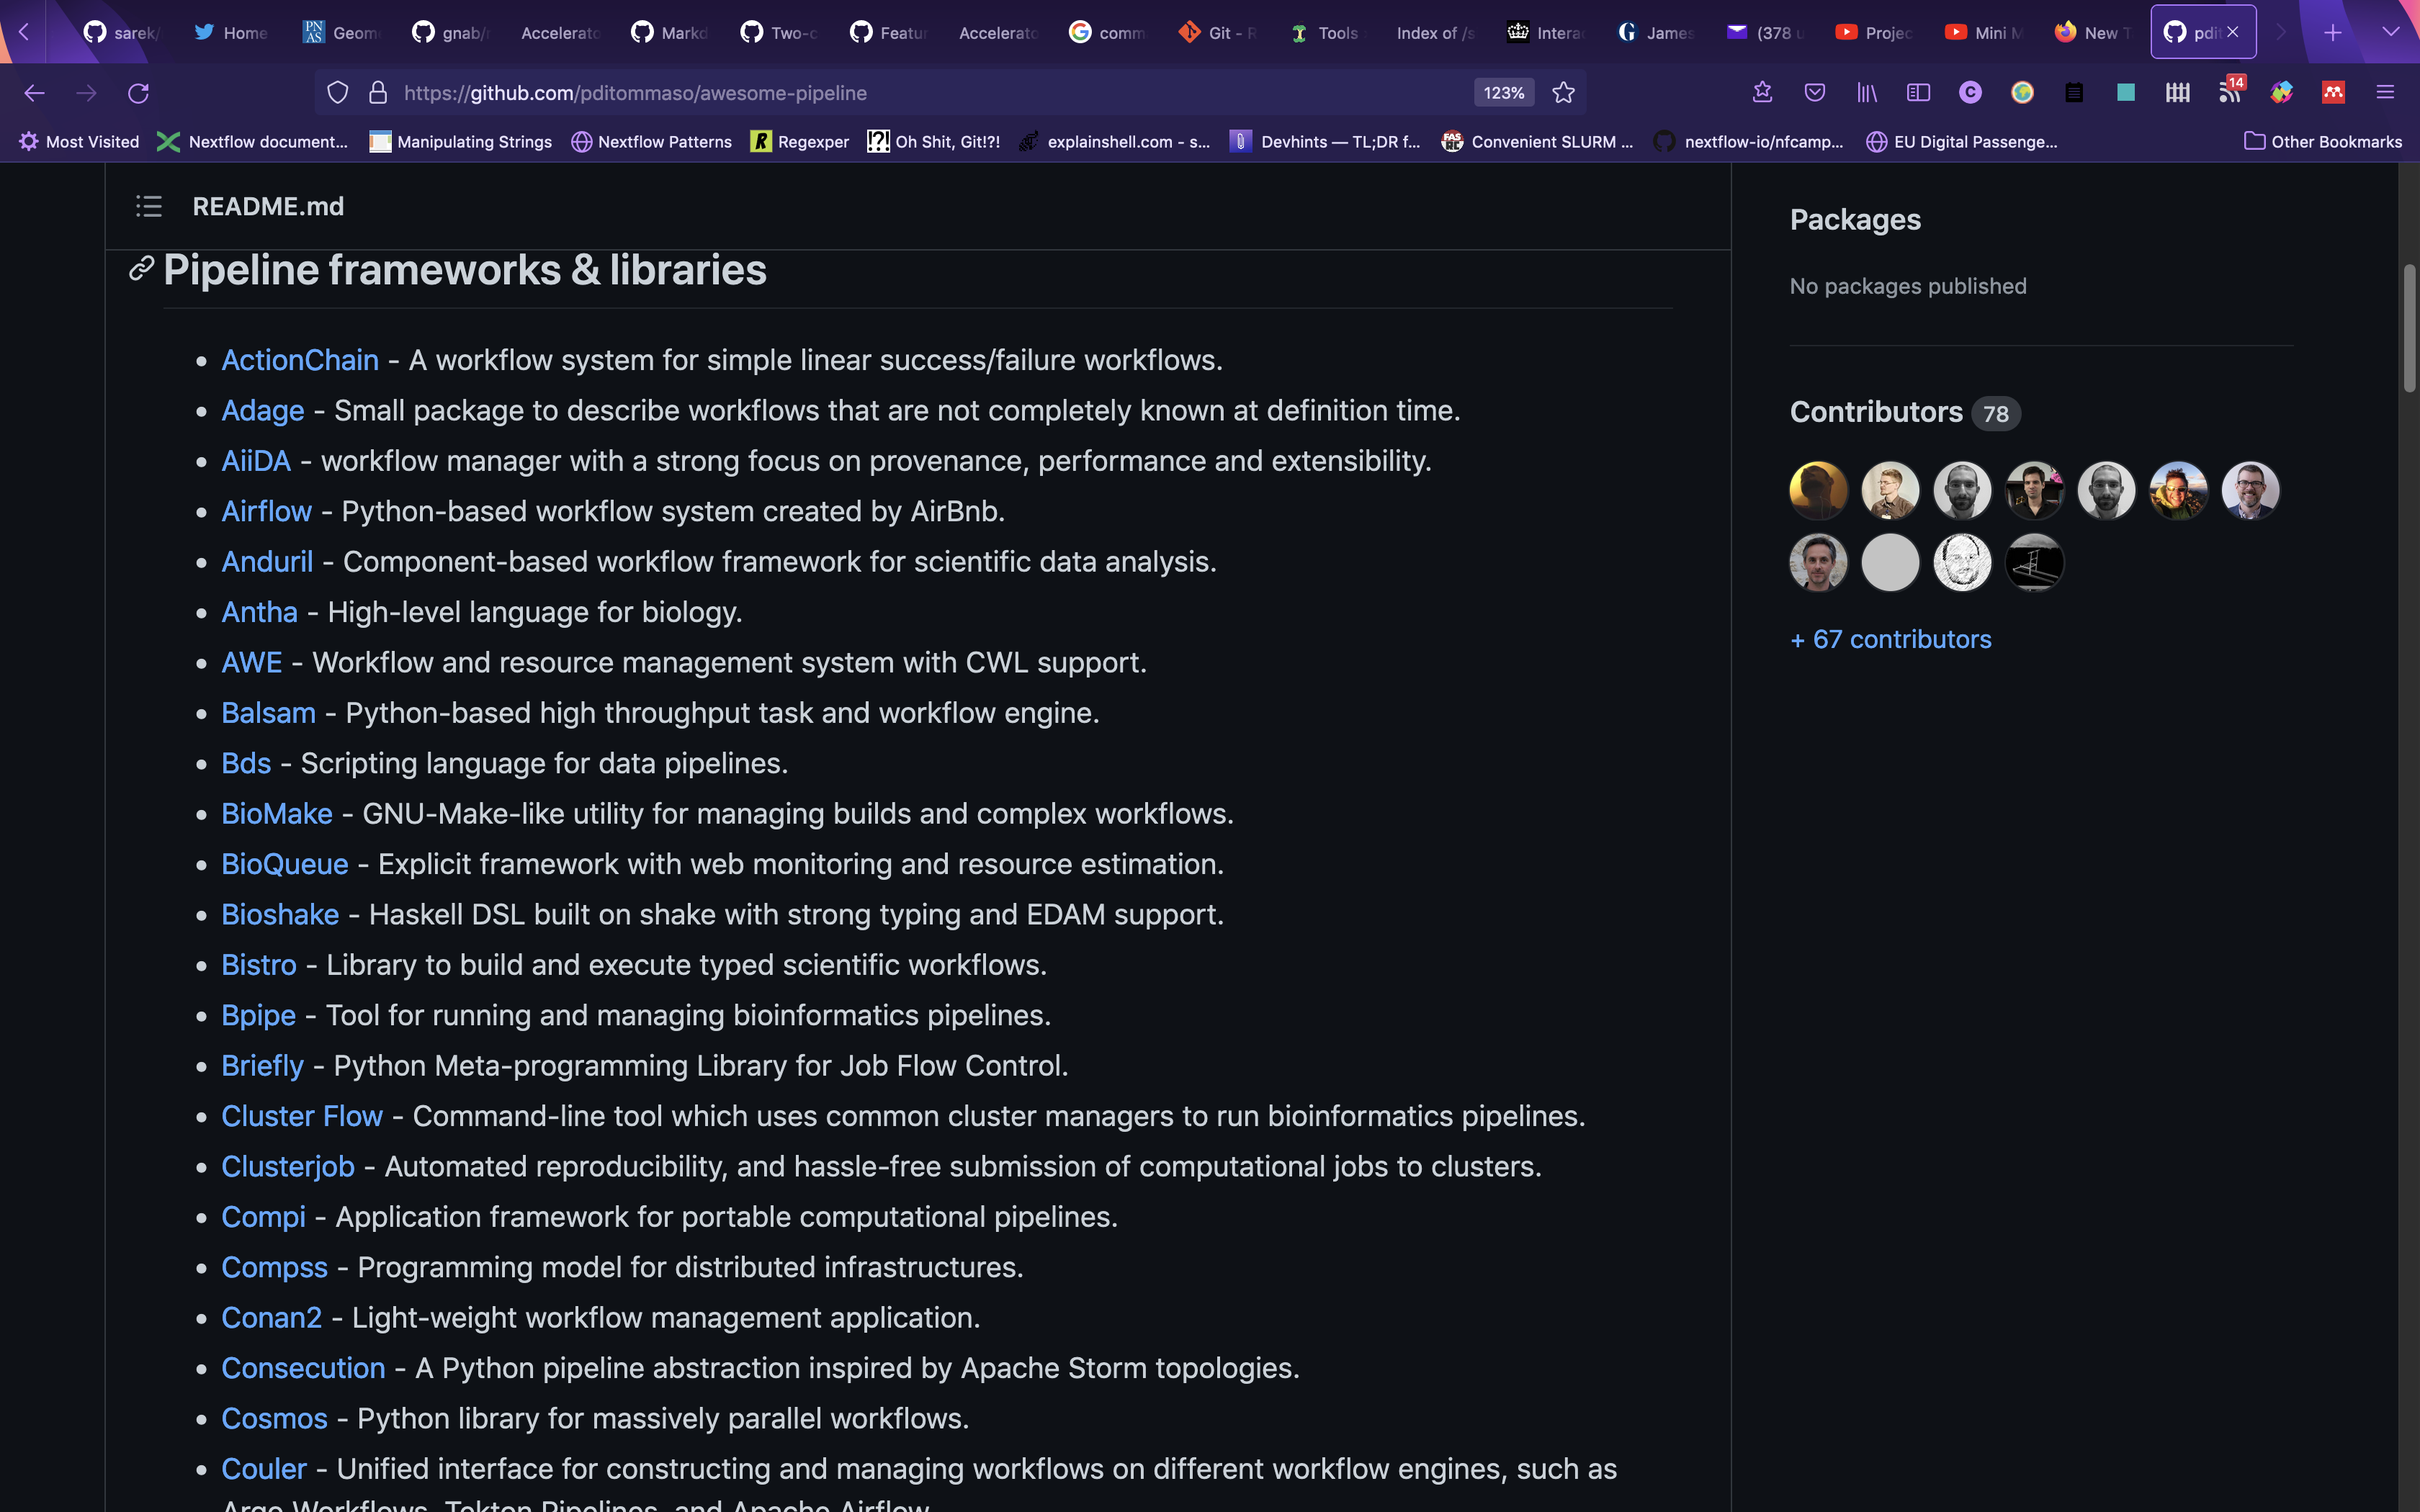 sarek/ Home Geom gnab/ Accelerato Markd Two-c Featur Accelerato comm Git - R Tools Index of /s Interac James (378 u Projec Mini M New T pdit
https://github.com/pditommaso/awesome-pipeline 123% 14
Most Visited Nextflow document... Manipulating Strings Nextflow Patterns Regexper Oh Shit, Git!?! explainshell.com - s... Devhints — TL;DR f... Convenient SLURM ... nextflow-io/nfcamp... EU Digital Passenge... Other Bookmarks
README.md
Pipeline frameworks & libraries
ActionChain - A workflow system for simple linear success/failure workflows.
Adage - Small package to describe workflows that are not completely known at definition time.
AiiDA - workflow manager with a strong focus on provenance, performance and extensibility.
Airflow - Python-based workflow system created by AirBnb.
Anduril - Component-based workflow framework for scientific data analysis.
Antha - High-level language for biology.
AWE - Workflow and resource management system with CWL support.
Balsam - Python-based high throughput task and workflow engine.
Bds - Scripting language for data pipelines.
BioMake - GNU-Make-like utility for managing builds and complex workflows.
BioQueue - Explicit framework with web monitoring and resource estimation.
Bioshake - Haskell DSL built on shake with strong typing and EDAM support.
Bistro - Library to build and execute typed scientific workflows.
Bpipe - Tool for running and managing bioinformatics pipelines.
Briefly - Python Meta-programming Library for Job Flow Control.
Cluster Flow - Command-line tool which uses common cluster managers to run bioinformatics pipelines.
Clusterjob - Automated reproducibility, and hassle-free submission of computational jobs to clusters.
Compi - Application framework for portable computational pipelines.
Compss - Programming model for distributed infrastructures.
Conan2 - Light-weight workflow management application.
Consecution - A Python pipeline abstraction inspired by Apache Storm topologies.
Cosmos - Python library for massively parallel workflows.
Couler - Unified interface for constructing and managing workflows on different workflow engines, such as
Argo Workflows, Tekton Pipelines, and Apache Airflow.
Packages
No packages published
Contributors 78
+ 67 contributors